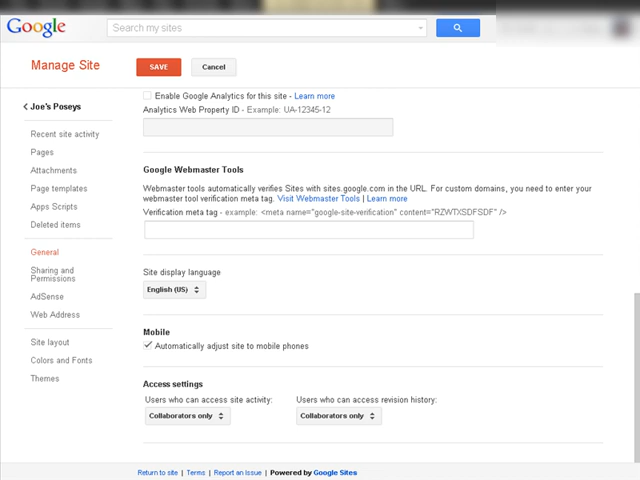 Google
Search my sites
Manage Site
SAVE
Cancel
Joe's Poseys
Recent site activity
Pages
Attachments
Page templates
Apps Scripts
Deleted items
General
Sharing and
Permissions
AdSense
Web Address
Site layout
Colors and Fonts
Themes
Enable Google Analytics for this site - Learn more
Analytics Web Property ID - Example: UA-12345-12
Google Webmaster Tools
Webmaster tools automatically verifies Sites with sites.google.com in the URL. For custom domains, you need to enter your
webmaster tool verification meta tag. Visit Webmaster Tools | Learn more
Verification meta tag - example: <meta name="google-site-verification" content="RZWTXSDFSDF" />
Site display language
English (US)
Mobile
Automatically adjust site to mobile phones
Access settings
Users who can access site activity:
Collaborators only
Users who can access revision history:
Collaborators only
Return to site | Terms | Report an Issue | Powered by Google Sites